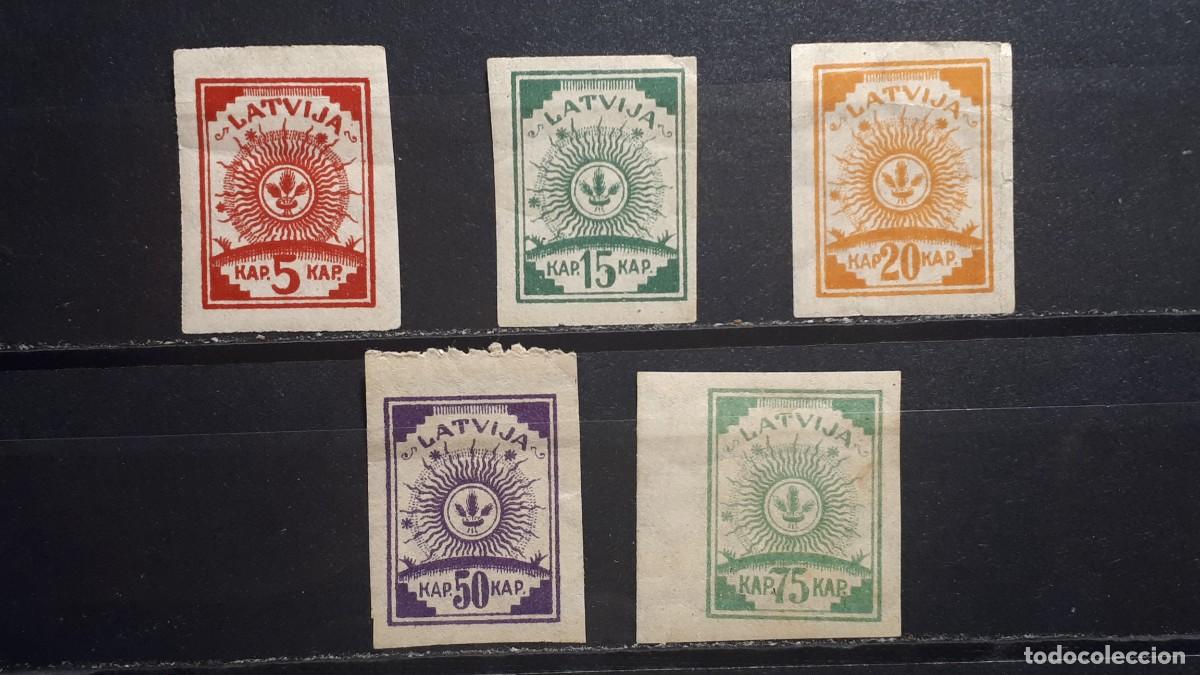 LATVIJA
KAP. 5 KAP.
LATVIJA
KAP. 15 KAP.
LATVIJA
KAP. 20 KAP.
LATVIJA
KAP. 50 KAP.
LATVIJA
KAP. 75 KAP.
todocoleccion